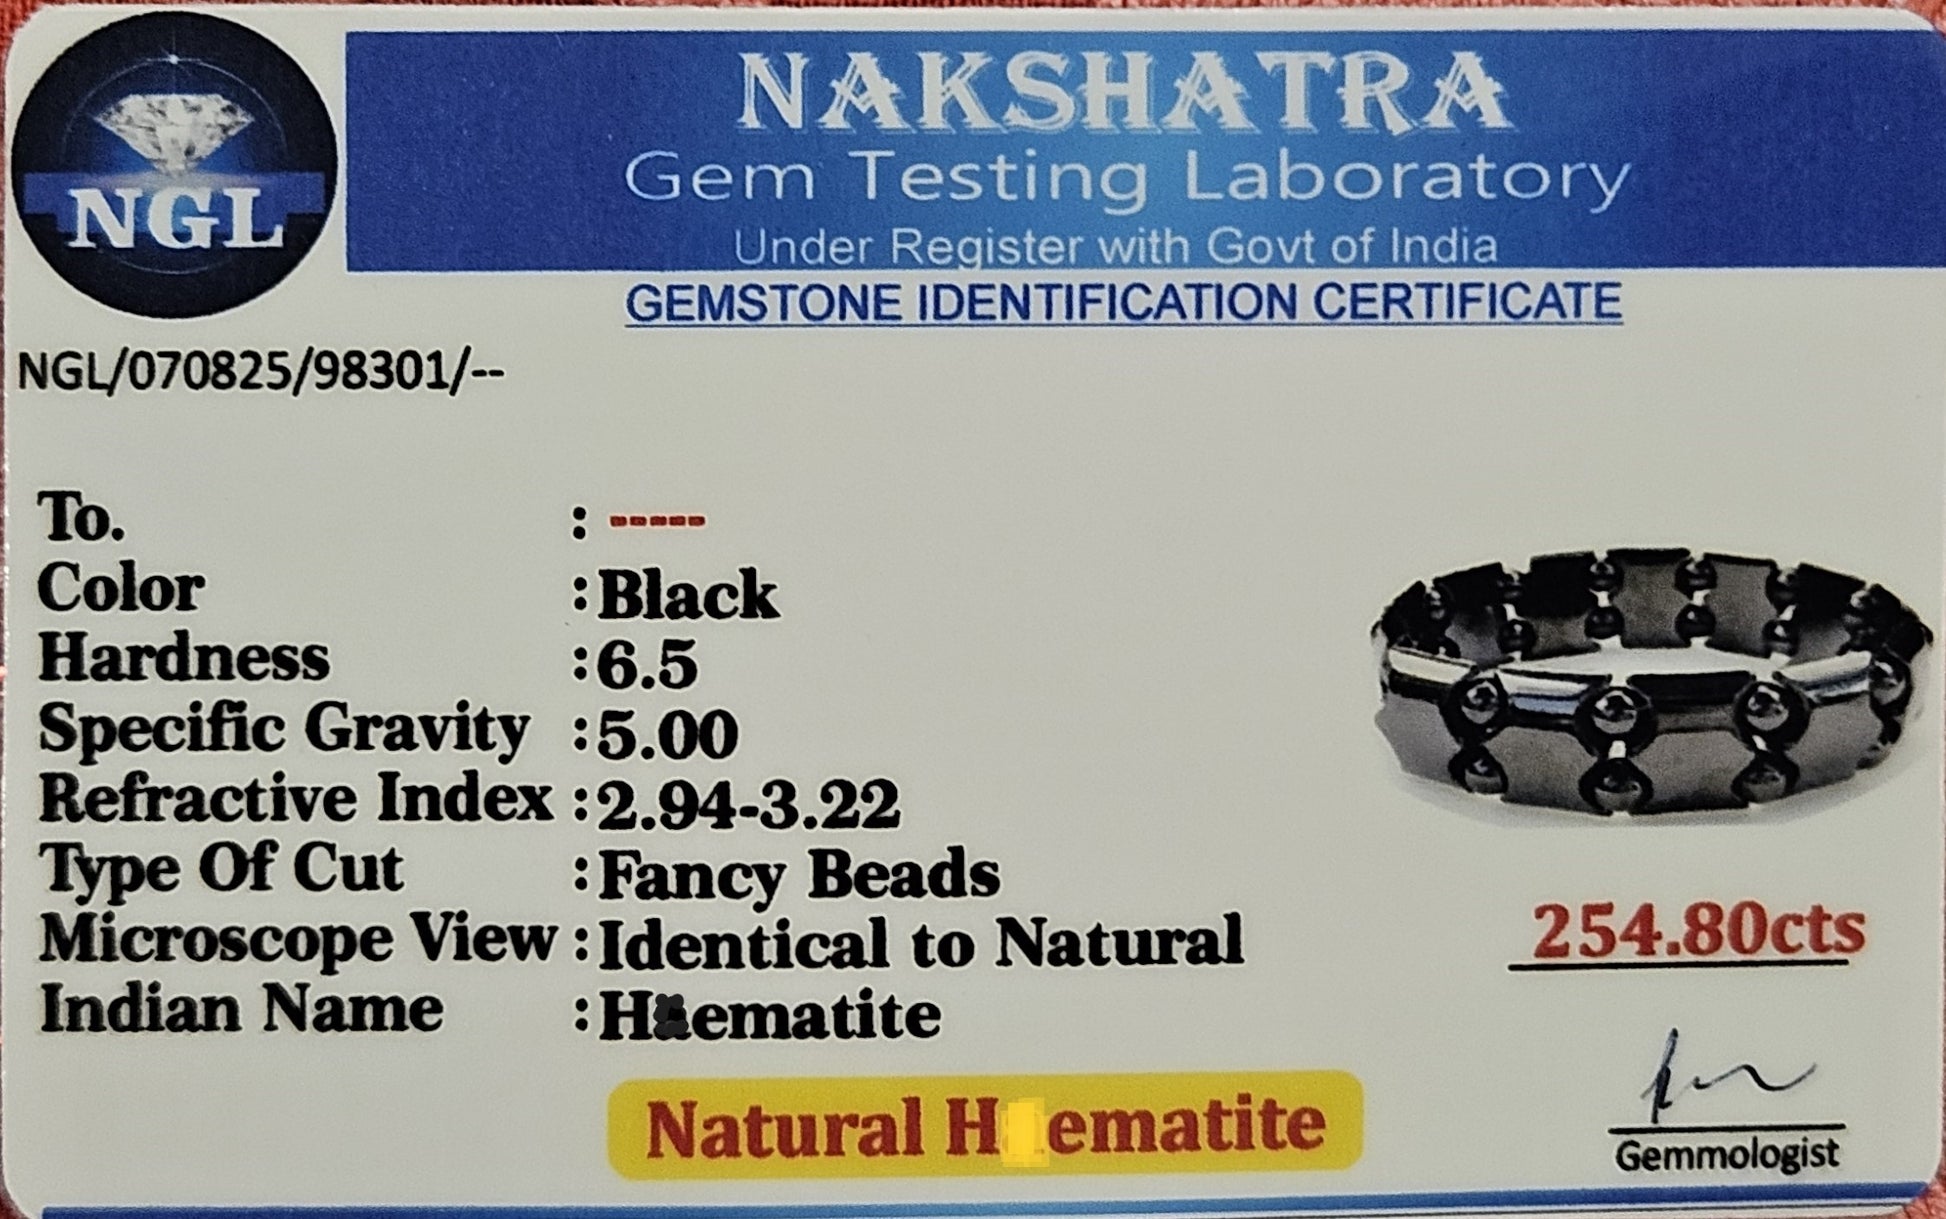 NGL
NAKSHATRA
Gem Testing Laboratory
Under Register with Govt of India
GEMSTONE IDENTIFICATION CERTIFICATE
NGL/070825/98301/--
To. : -----
Color : Black
Hardness : 6.5
Specific Gravity : 5.00
Refractive Index : 2.94-3.22
Type Of Cut : Fancy Beads
Microscope View : Identical to Natural
Indian Name :
254.80cts
Natural
Gemmologist